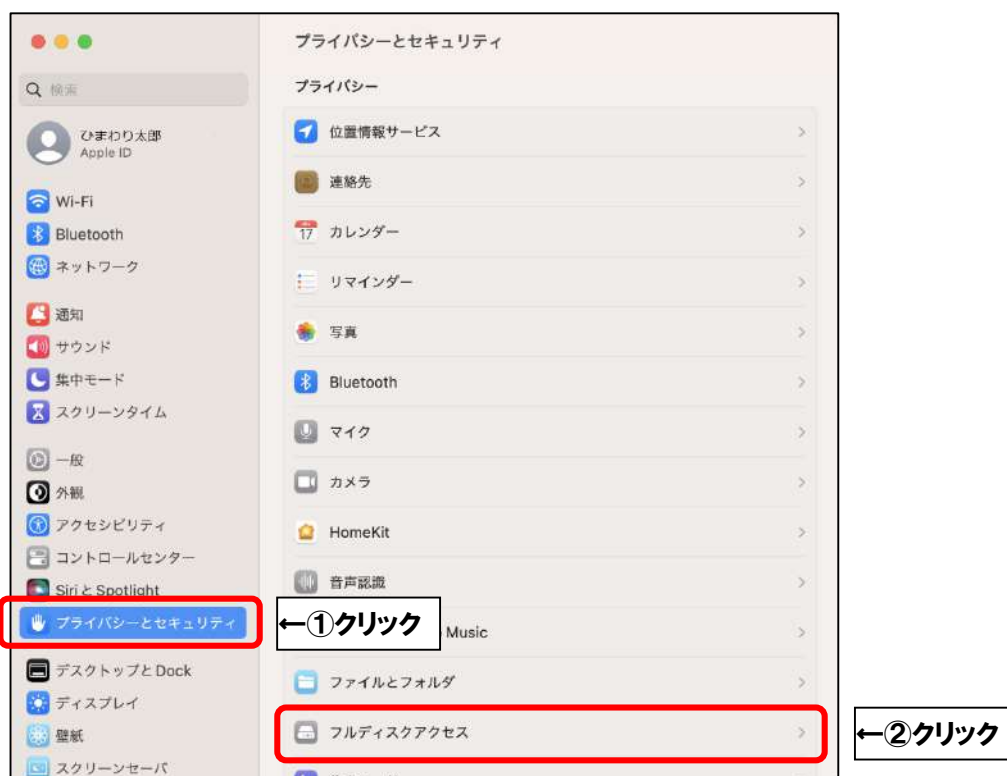 プライバシーとセキュリティ
検索
ひまわり太郎
Apple ID
Wi-Fi
Bluetooth
ネットワーク
通知
サウンド
集中モード
スクリーンタイム
一般
外観
アクセシビリティ
コントロールセンター
Siri と Spotlight
プライバシーとセキュリティ
デスクトップと Dock
ディスプレイ
壁紙
スクリーンセーバ
プライバシー
位置情報サービス
連絡先
17
カレンダー
リマインダー
写真
Bluetooth
マイク
カメラ
HomeKit
音声認識
Music
ファイルとフォルダ
フルディスクアクセス
←①クリック
←②クリック